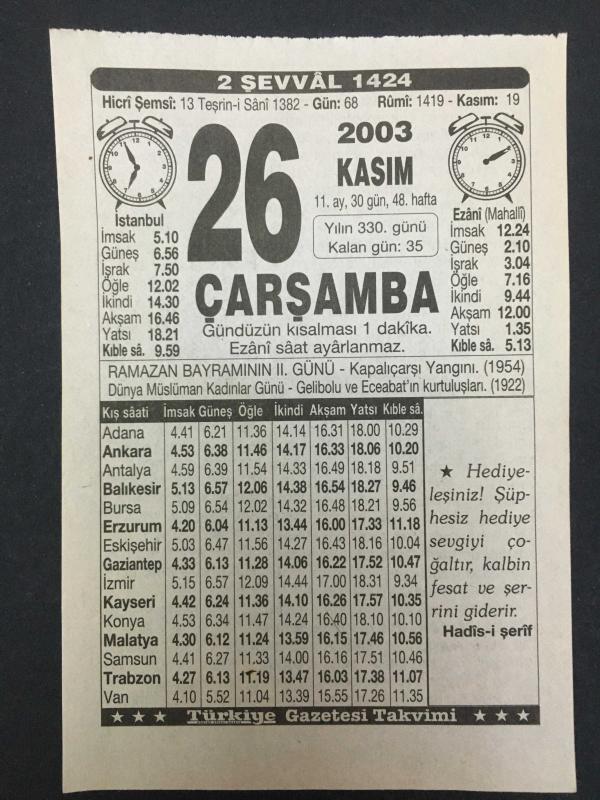 2 ŞEVVÂL 1424
Hicrî Şemsî: 13 Teşrin-i Sânî 1382 - Gün: 68 Rûmî: 1419 - Kasım: 19
26
2003
KASIM
11. ay, 30 gün, 48. hafta
Yılın 330. günü
Kalan gün: 35
ÇARŞAMBA
Gündüzün kısalması 1 dakîka.
Ezânî sâat ayârlanmaz.
İstanbul
İmsak 5.10
Güneş 6.56
İşrak 7.50
Öğle 12.02
İkindi 14.30
Akşam 16.46
Yatsı 18.21
Kıble sâ. 9.59
Ezânî (Mahallî)
İmsak 12.24
Güneş 2.10
İşrak 3.04
Öğle 7.16
İkindi 9.44
Akşam 12.00
Yatsı 1.35
Kıble sâ. 5.13
RAMAZAN BAYRAMININ II. GÜNÜ - Kapalıçarşı Yangını. (1954)
Dünya Müslüman Kadınlar Günü - Gelibolu ve Eceabat'ın kurtuluşları. (1922)
Kış sâati İmsak Güneş Öğle İkindi Akşam Yatsı Kıble sâ.
Adana 4.41 6.21 11.36 14.14 16.31 18.00 10.29
Ankara 4.53 6.38 11.46 14.17 16.33 18.06 10.20
Antalya 4.59 6.39 11.54 14.33 16.49 18.18 9.51
Balıkesir 5.13 6.57 12.06 14.38 16.54 18.27 9.46
Bursa 5.09 6.54 12.02 14.32 16.48 18.21 9.56
Erzurum 4.20 6.04 11.13 13.44 16.00 17.33 11.18
Eskişehir 5.03 6.47 11.56 14.27 16.43 18.16 10.04
Gaziantep 4.33 6.13 11.28 14.06 16.22 17.52 10.47
İzmir 5.15 6.57 12.09 14.44 17.00 18.31 9.34
Kayseri 4.42 6.24 11.36 14.10 16.26 17.57 10.35
Konya 4.53 6.34 11.47 14.24 16.40 18.10 10.10
Malatya 4.30 6.12 11.24 13.59 16.15 17.46 10.56
Samsun 4.41 6.27 11.33 14.00 16.16 17.51 10.46
Trabzon 4.27 6.13 11.19 13.47 16.03 17.38 11.07
Van 4.10 5.52 11.04 13.39 15.55 17.26 11.35
★ Hediye-
leşiniz! Şüp-
hesiz hediye
sevgiyi ço-
ğaltır, kalbin
fesat ve şer-
rini giderir.
Hadîs-i şerîf
★ ★ ★ Türkiye Gazetesi Takvimi ★ ★ ★